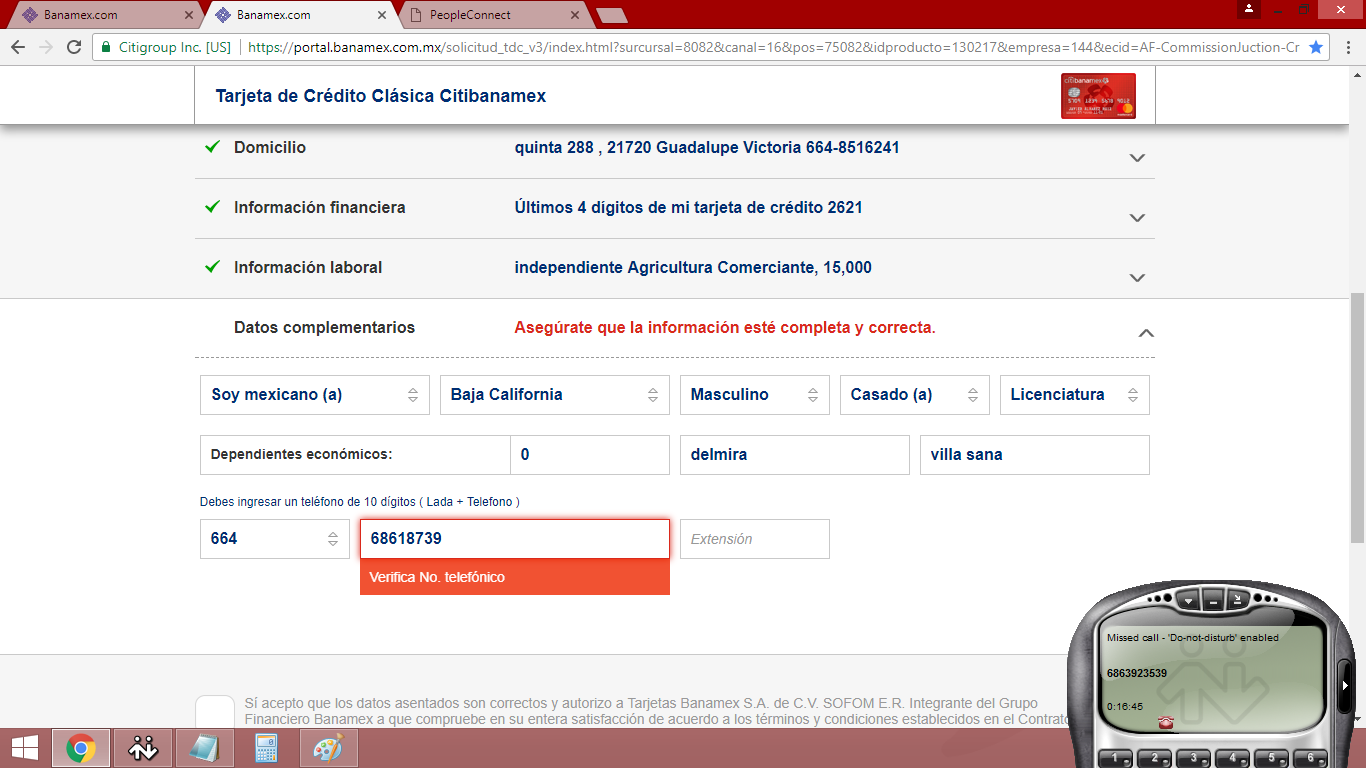 Banamex.com
Banamex.com
PeopleConnect
Citigroup Inc. [US]
https://portal.banamex.com.mx/solicitud_tdc_v3/index.html?sursursal=8082&canal=16&pos=75082&idproducto=130217&empresa=144&ecid=AF-CommissionJuction-Cr
Tarjeta de Crédito Clásica Citibanamex
citibanamex
Domicilio
quinta 288 , 21720 Guadalupe Victoria 664-8516241
Información financiera
Últimos 4 dígitos de mi tarjeta de crédito 2621
Información laboral
independiente Agricultura Comerciante, 15,000
Datos complementarios
Asegúrate que la información esté completa y correcta.
Soy mexicano (a)
Baja California
Masculino
Casado (a)
Licenciatura
Dependientes económicos:
0
delmira
villa sana
Debes ingresar un teléfono de 10 dígitos ( Lada + Telefono )
664
68618739
Extensión
Verifica No. telefónico
Missed call - 'Do-not-disturb' enabled
6863923539
0:16:45
Sí acepto que los datos asentados son correctos y autorizo a Tarjetas Banamex S.A. de C.V. SOFOM E.R. Integrante del Grupo
Financiero Banamex a que compruebe en su entera satisfacción de acuerdo a los términos y condiciones establecidos en el Contrato
1 2 3 4 5 6